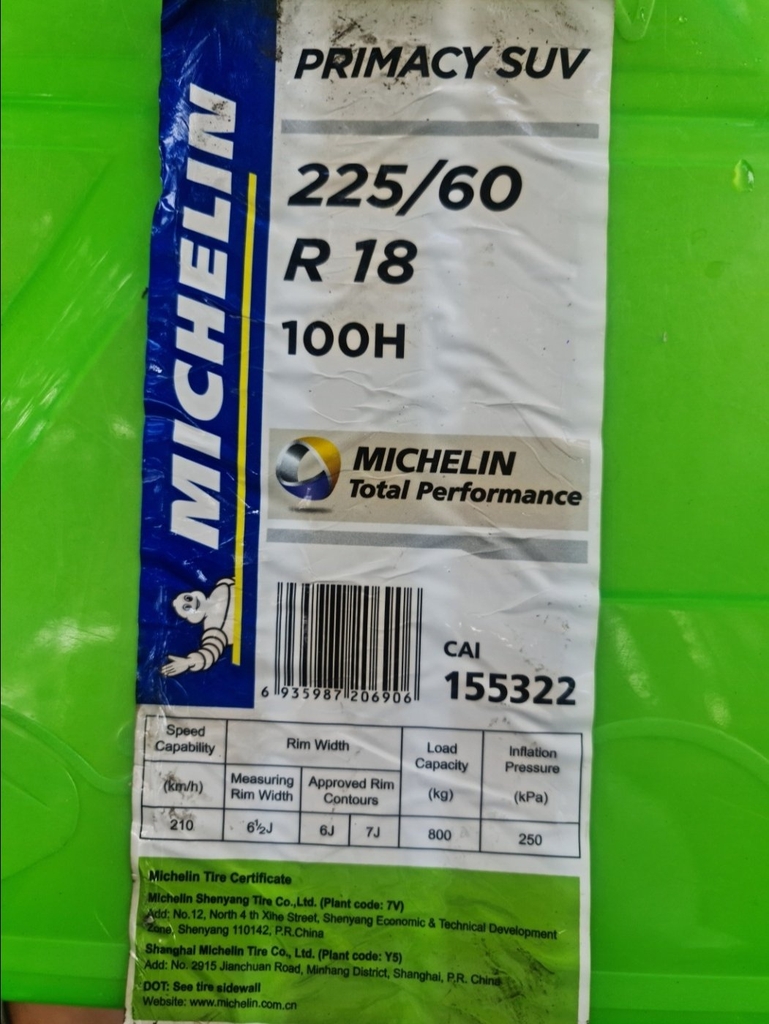 MICHELIN
PRIMACY SUV
225/60
R 18
100H
MICHELIN
Total Performance
6 935987 206906
CAI
155322
Speed Capability
Rim Width
Load Capacity
Inflation Pressure
(km/h)
Measuring Rim Width
Approved Rim Contours
(kg)
(kPa)
210
6½J
6J
7J
800
250
Michelin Tire Certificate
Michelin Shenyang Tire Co.,Ltd. (Plant code: 7V)
Add: No.12, North 4 th Xihe Street, Shenyang Economic & Technical Development
Zone, Shenyang 110142, P.R.China
Shanghai Michelin Tire Co., Ltd. (Plant code: Y5)
Add: No. 2915 Jianchuan Road, Minhang District, Shanghai, P.R. China
DOT: See tire sidewall
Website: www.michelin.com.cn